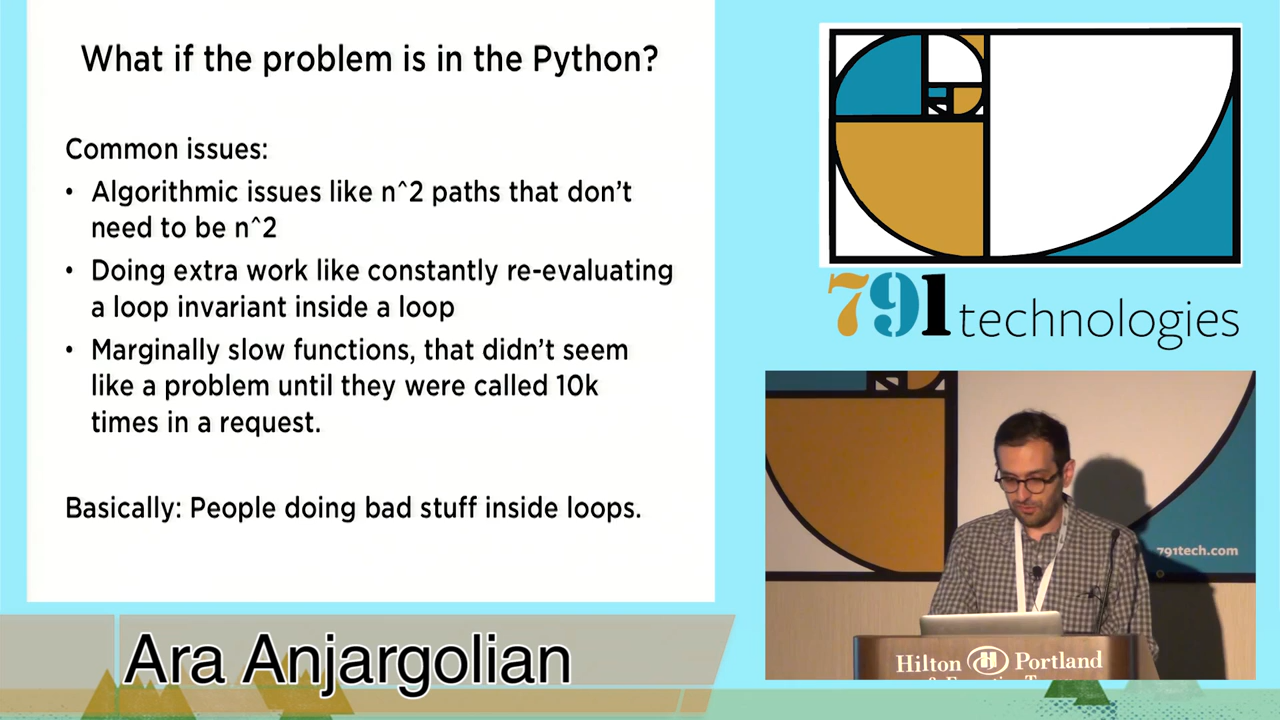 What if the problem is in the Python?
Common issues:
• Algorithmic issues like n^2 paths that don't
need to be n^2
• Doing extra work like constantly re-evaluating
a loop invariant inside a loop
• Marginally slow functions, that didn't seem
like a problem until they were called 10k
times in a request.
Basically: People doing bad stuff inside loops.
Ara Anjargolian
791 technologies
791tech.com
Hilton H Portland